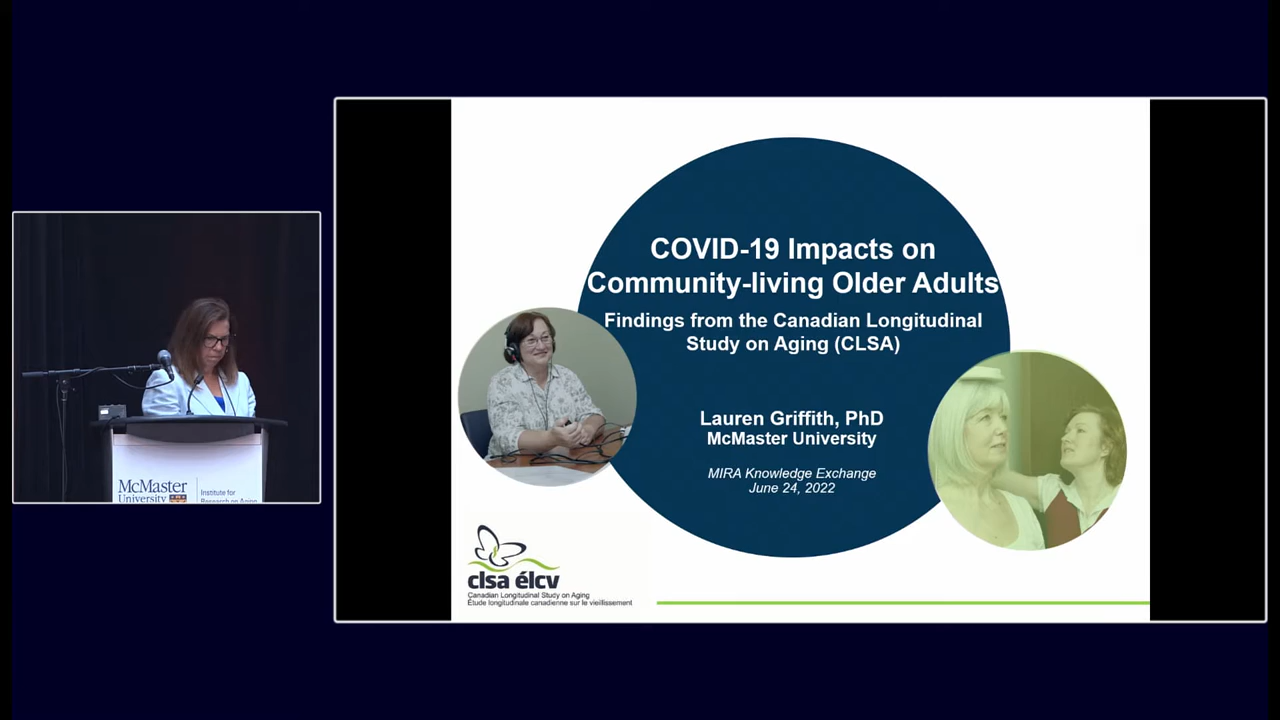 COVID-19 Impacts on
Community-living Older Adults
Findings from the Canadian Longitudinal
Study on Aging (CLSA)
Lauren Griffith, PhD
McMaster University
MIRA Knowledge Exchange
June 24, 2022
clsa élcv
Canadian Longitudinal Study on Aging
Étude longitudinale canadienne sur le vieillissement
McMaster
University
Institute for
Research on Aging